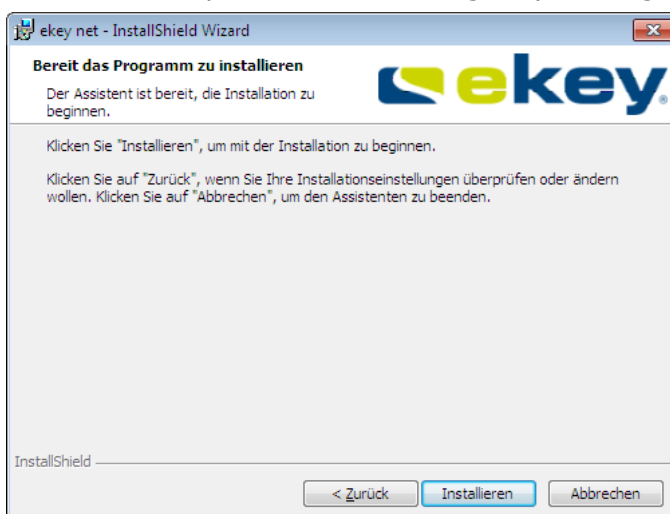 ekey net - InstallShield Wizard
Bereit das Programm zu installieren
Der Assistent ist bereit, die Installation zu
beginnen.
ekey®
Klicken Sie "Installieren", um mit der Installation zu beginnen.
Klicken Sie auf "Zurück", wenn Sie Ihre Installationseinstellungen überprüfen oder ändern
wollen. Klicken Sie auf "Abbrechen", um den Assistenten zu beenden.
InstallShield
< Zurück
Installieren
Abbrechen